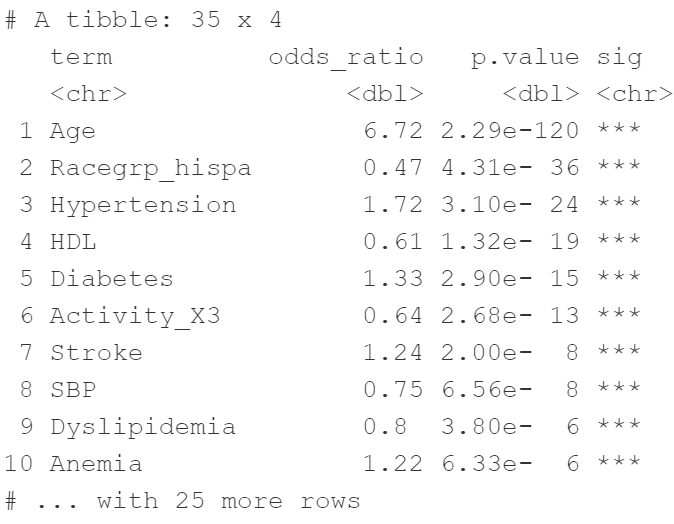 # A tibble: 35 x 4
   term          odds_ratio   p.value sig
   <chr>              <dbl>     <dbl> <chr>
 1 Age                 6.72 2.29e-120 ***
 2 Racegrp_hispa       0.47 4.31e- 36 ***
 3 Hypertension        1.72 3.10e- 24 ***
 4 HDL                 0.61 1.32e- 19 ***
 5 Diabetes            1.33 2.90e- 15 ***
 6 Activity_X3         0.64 2.68e- 13 ***
 7 Stroke              1.24 2.00e-  8 ***
 8 SBP                 0.75 6.56e-  8 ***
 9 Dyslipidemia        0.8  3.80e-  6 ***
10 Anemia              1.22 6.33e-  6 ***
# ... with 25 more rows